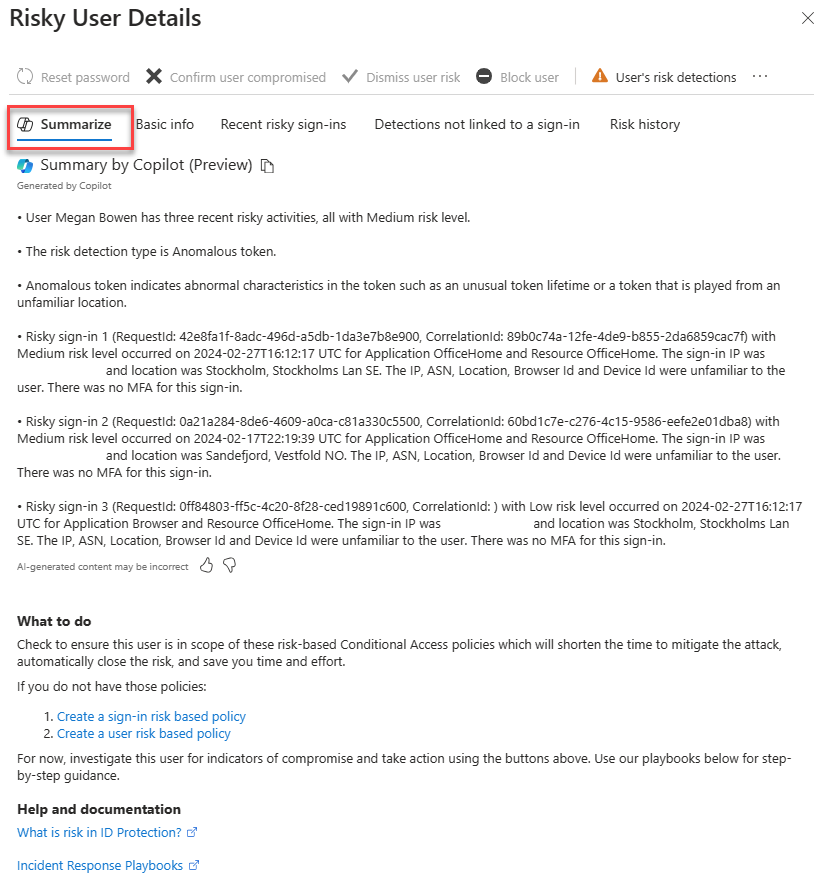 Risky User Details
Reset password
Confirm user compromised
Dismiss user risk
Block user
User's risk detections
Summarize
Basic info
Recent risky sign-ins
Detections not linked to a sign-in
Risk history
Summary by Copilot (Preview)
Generated by Copilot
• User Megan Bowen has three recent risky activities, all with Medium risk level.
• The risk detection type is Anomalous token.
• Anomalous token indicates abnormal characteristics in the token such as an unusual token lifetime or a token that is played from an
unfamiliar location.
• Risky sign-in 1 (RequestId: 42e8fa1f-8adc-496d-a5db-1da3e7b8e900, CorrelationId: 89b0c74a-12fe-4de9-b855-2da6859cac7f) with
Medium risk level occurred on 2024-02-27T16:12:17 UTC for Application OfficeHome and Resource OfficeHome. The sign-in IP was
and location was Stockholm, Stockholms Lan SE. The IP, ASN, Location, Browser Id and Device Id were unfamiliar to the
user. There was no MFA for this sign-in.
• Risky sign-in 2 (RequestId: 0a21a284-8de6-4609-a0ca-c81a330c5500, CorrelationId: 60bd1c7e-c276-4c15-9586-eefe2e01dba8) with
Medium risk level occurred on 2024-02-17T22:19:39 UTC for Application OfficeHome and Resource OfficeHome. The sign-in IP was
and location was Sandefjord, Vestfold NO. The IP, ASN, Location, Browser Id and Device Id were unfamiliar to the user.
There was no MFA for this sign-in.
• Risky sign-in 3 (RequestId: 0ff84803-ff5c-4c20-8f28-ced19891c600, CorrelationId: ) with Low risk level occurred on 2024-02-27T16:12:17
UTC for Application Browser and Resource OfficeHome. The sign-in IP was and location was Stockholm, Stockholms Lan
SE. The IP, ASN, Location, Browser Id and Device Id were unfamiliar to the user. There was no MFA for this sign-in.
AI-generated content may be incorrect
What to do
Check to ensure this user is in scope of these risk-based Conditional Access policies which will shorten the time to mitigate the attack,
automatically close the risk, and save you time and effort.
If you do not have those policies:
1. Create a sign-in risk based policy
2. Create a user risk based policy
For now, investigate this user for indicators of compromise and take action using the buttons above. Use our playbooks below for step-
by-step guidance.
Help and documentation
What is risk in ID Protection?
Incident Response Playbooks